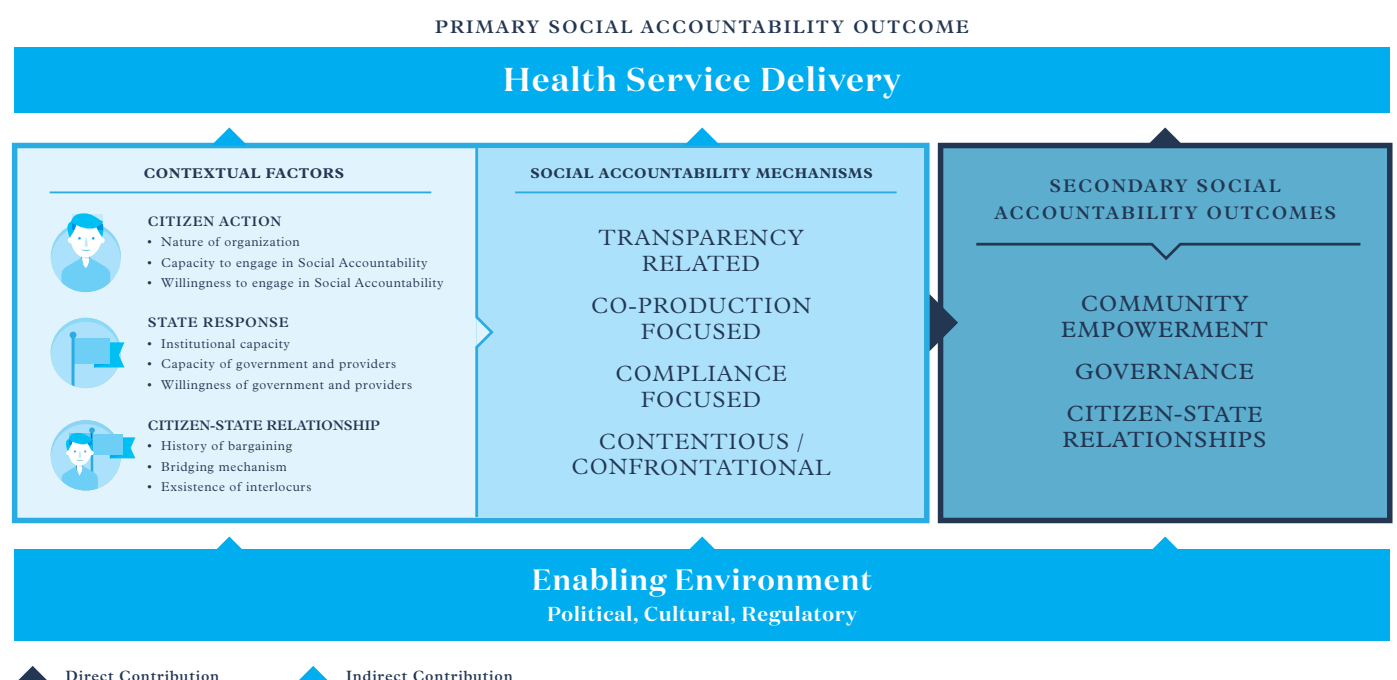 PRIMARY SOCIAL ACCOUNTABILITY OUTCOME
Health Service Delivery
CONTEXTUAL FACTORS
CITIZEN ACTION
• Nature of organization
• Capacity to engage in Social Accountability
• Willingness to engage in Social Accountability
STATE RESPONSE
• Institutional capacity
• Capacity of government and providers
• Willingness of government and providers
CITIZEN-STATE RELATIONSHIP
• History of bargaining
• Bridging mechanism
• Exsistence of interlocurs
SOCIAL ACCOUNTABILITY MECHANISMS
TRANSPARENCY
RELATED
CO-PRODUCTION
FOCUSED
COMPLIANCE
FOCUSED
CONTENTIOUS /
CONFRONTATIONAL
SECONDARY SOCIAL
ACCOUNTABILITY OUTCOMES
COMMUNITY
EMPOWERMENT
GOVERNANCE
CITIZEN-STATE
RELATIONSHIPS
Enabling Environment
Political, Cultural, Regulatory
Direct Contribution
Indirect Contribution